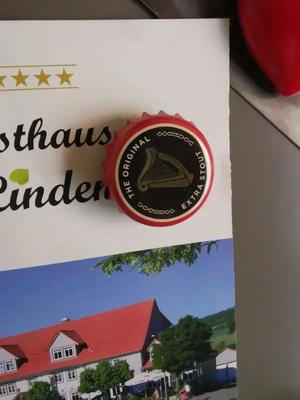 sthaus
Linden
THE ORIGINAL
EXTRA STOUT